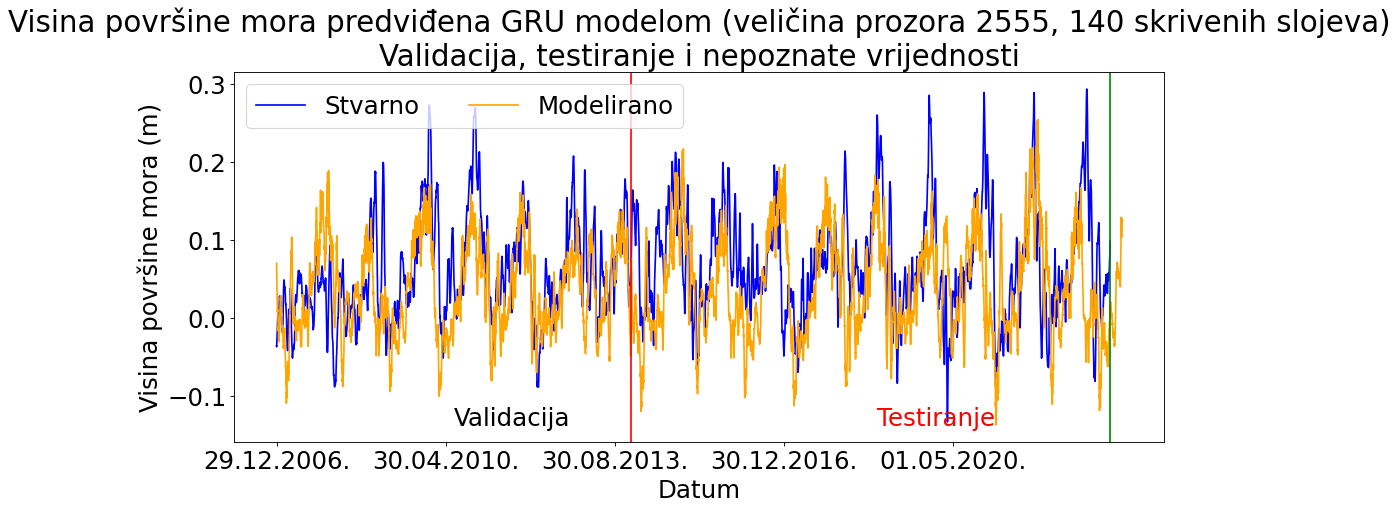 Visina površine mora predviđena GRU modelom (veličina prozora 2555, 140 skrivenih slojeva)
Validacija, testiranje i nepoznate vrijednosti
Stvarno Modelirano
Visina površine mora (m)
0.3
0.2
0.1
0.0
−0.1
Validacija Testiranje
29.12.2006. 30.04.2010. 30.08.2013. 30.12.2016. 01.05.2020.
Datum